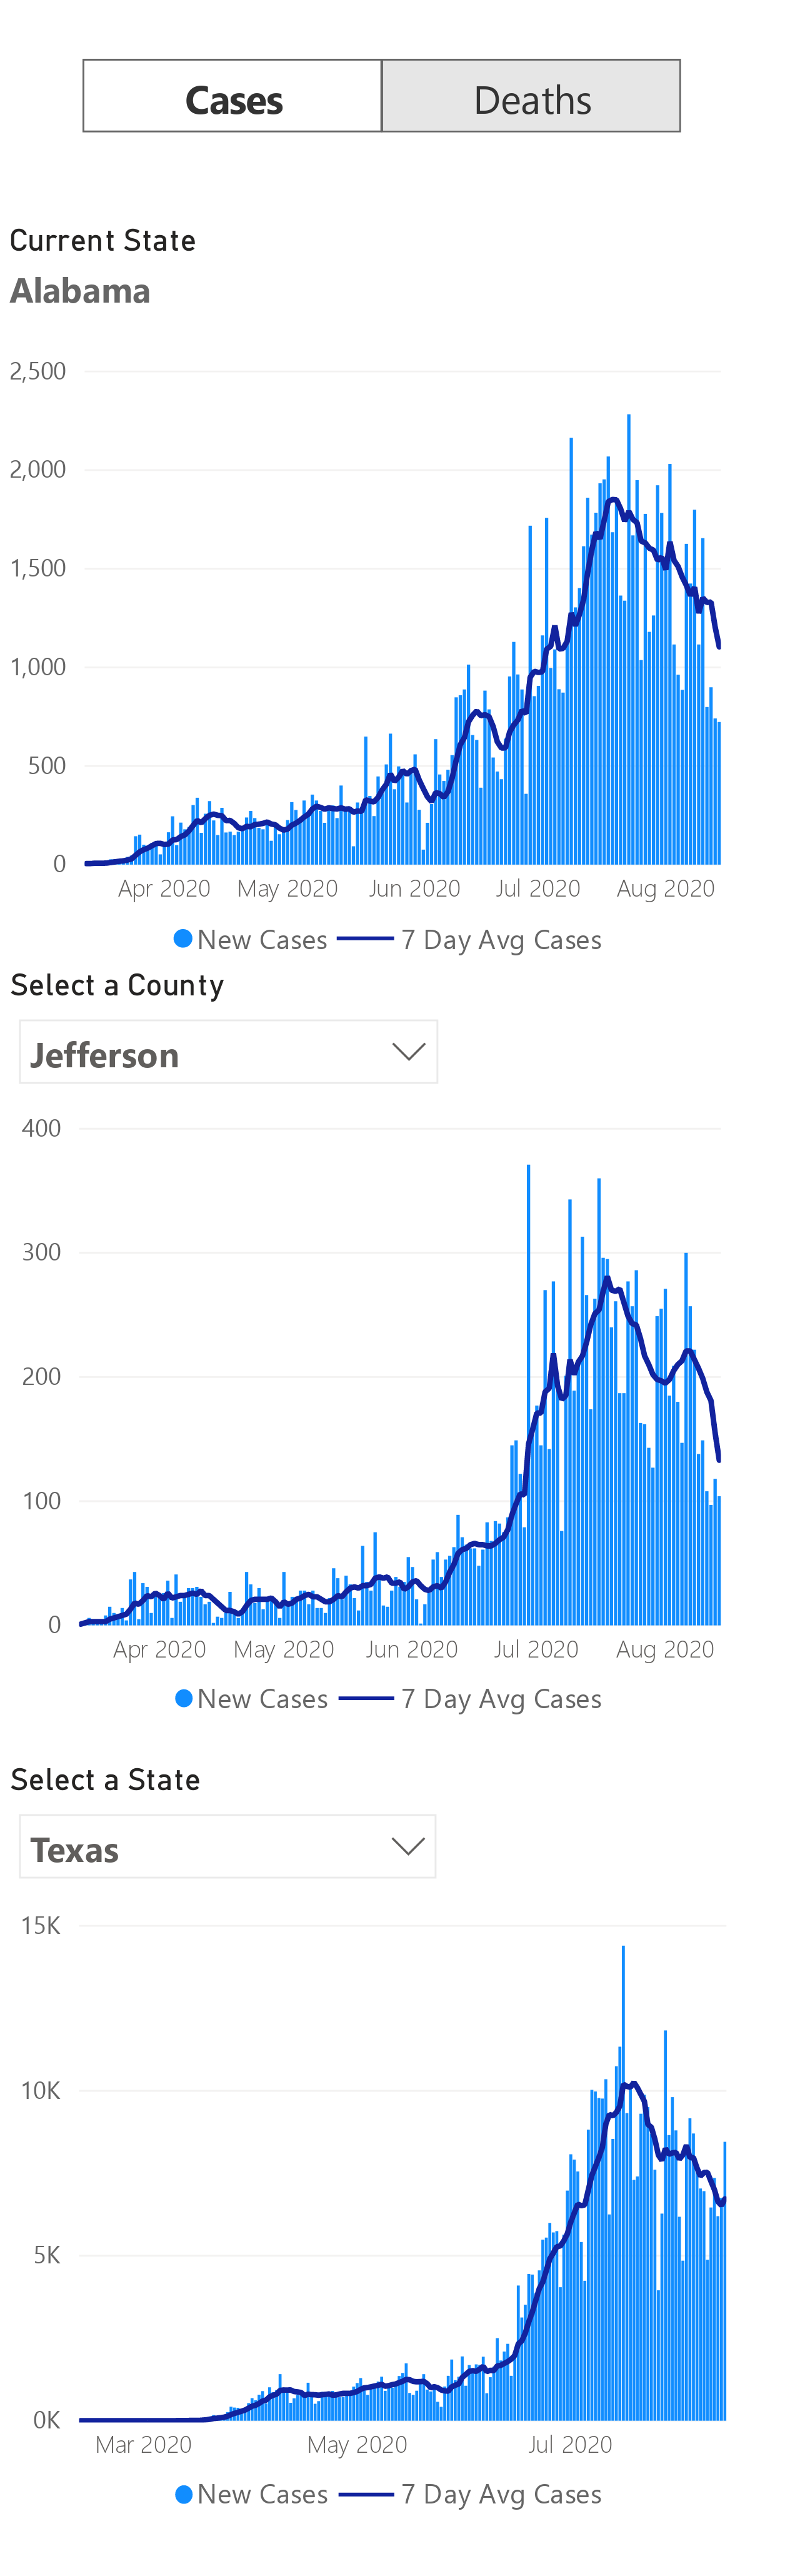 Cases Deaths
Current State
Alabama
2,500
2,000
1,500
1,000
500
0
Apr 2020 May 2020 Jun 2020 Jul 2020 Aug 2020
New Cases 7 Day Avg Cases
Select a County
Jefferson
400
300
200
100
0
Apr 2020 May 2020 Jun 2020 Jul 2020 Aug 2020
New Cases 7 Day Avg Cases
Select a State
Texas
15K
10K
5K
0K
Mar 2020 May 2020 Jul 2020
New Cases 7 Day Avg Cases